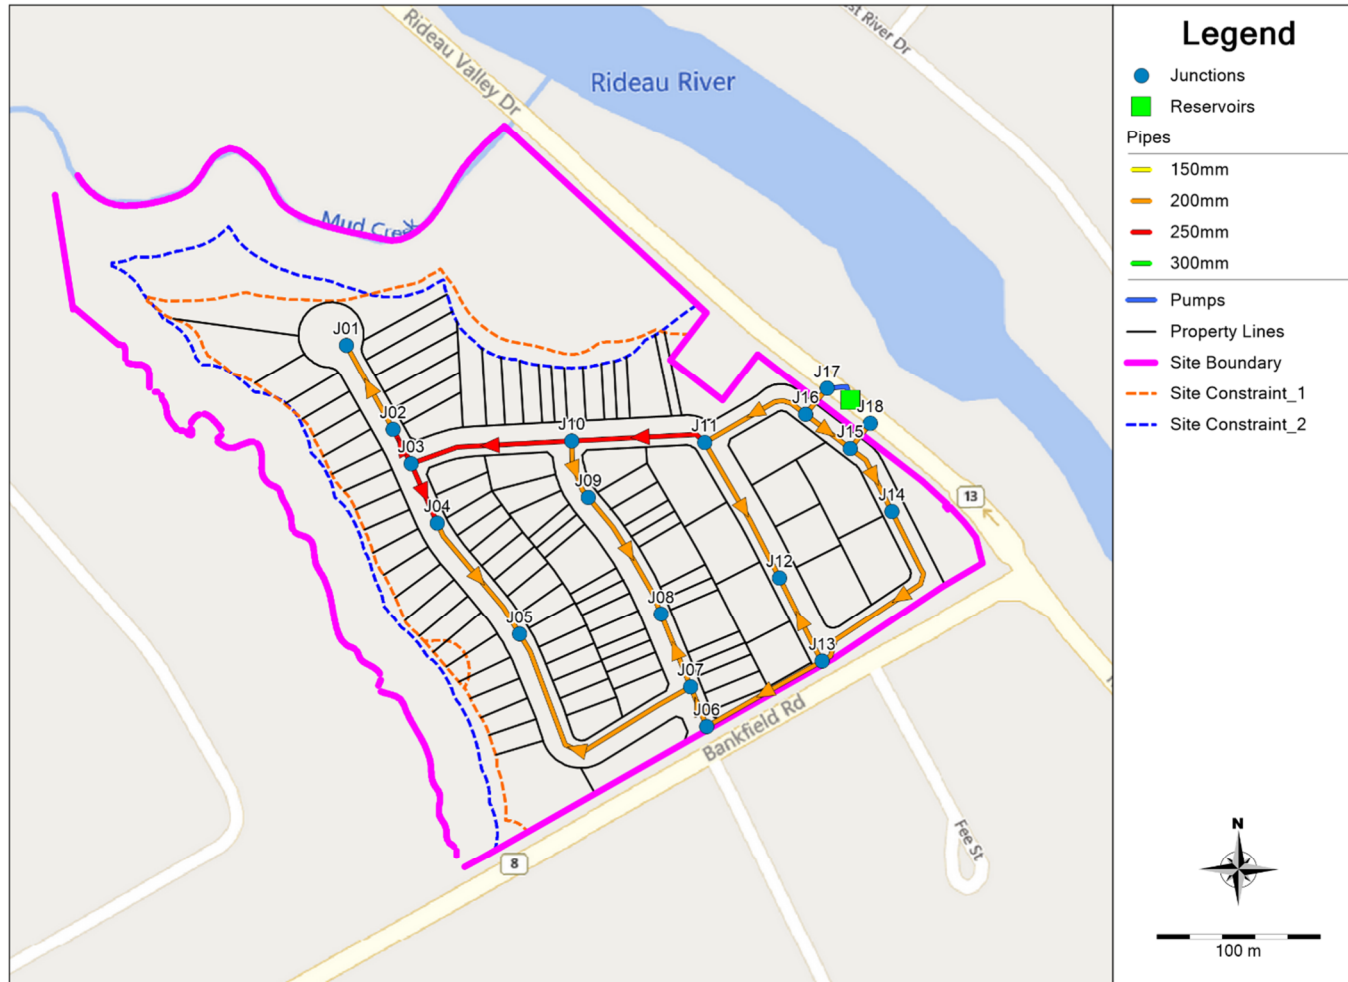 Rideau Valley Dr
Rideau River
st River Dr
Mud Creek
J01
J02
J03
J04
J05
J06
J07
J08
J09
J10
J11
J12
J13
J14
J15
J16
J17
J18
13
Bankfield Rd
8
Fee St
Legend
Junctions
Reservoirs
Pipes
150mm
200mm
250mm
300mm
Pumps
Property Lines
Site Boundary
Site Constraint_1
Site Constraint_2
N
100 m